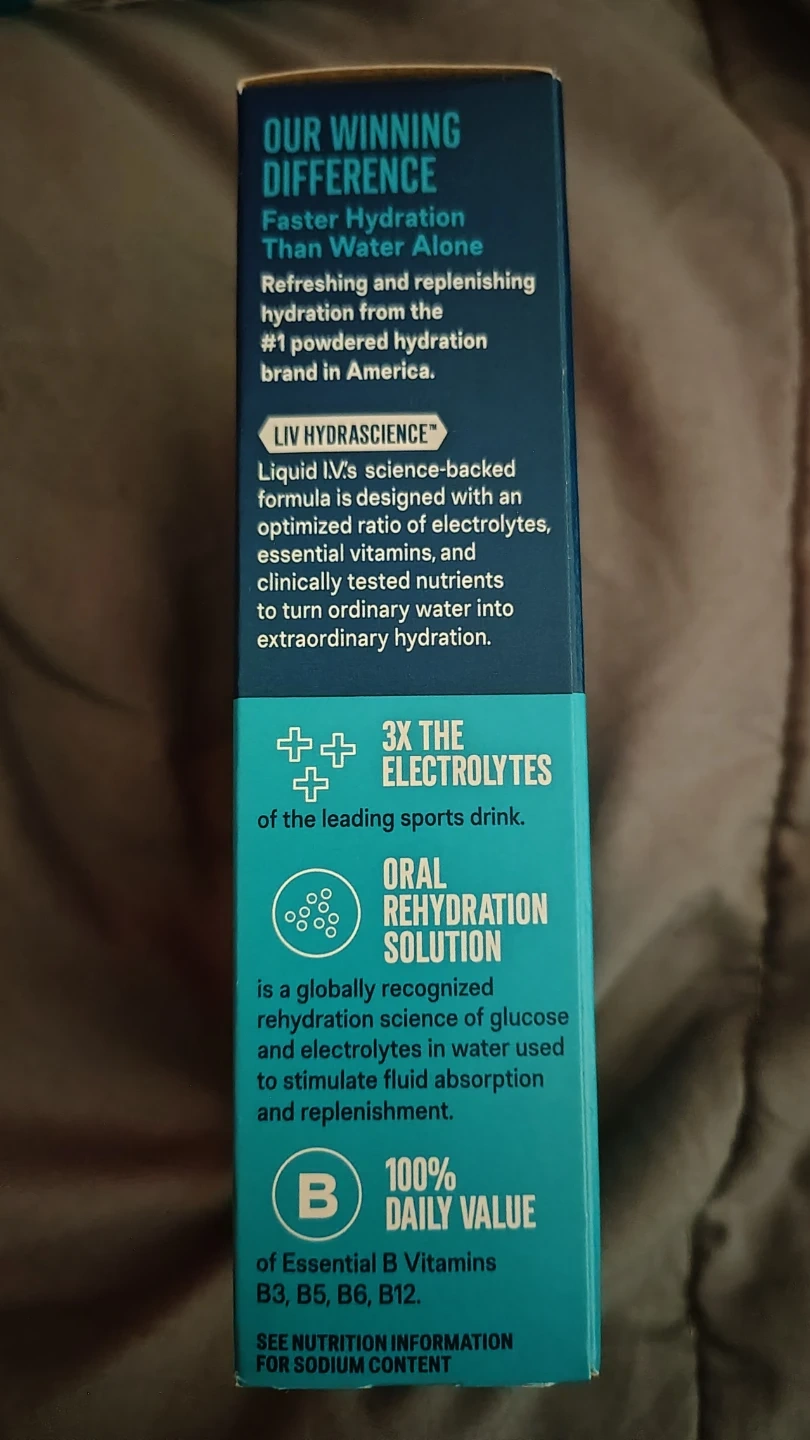 OUR WINNING
DIFFERENCE
Faster Hydration
Than Water Alone
Refreshing and replenishing
hydration from the
#1 powdered hydration
brand in America.
LIV HYDRASCIENCE™
Liquid I.V.'s science-backed
formula is designed with an
optimized ratio of electrolytes,
essential vitamins, and
clinically tested nutrients
to turn ordinary water into
extraordinary hydration.
3X THE
ELECTROLYTES
of the leading sports drink.
ORAL
REHYDRATION
SOLUTION
is a globally recognized
rehydration science of glucose
and electrolytes in water used
to stimulate fluid absorption
and replenishment.
B
100%
DAILY VALUE
of Essential B Vitamins
B3, B5, B6, B12.
SEE NUTRITION INFORMATION
FOR SODIUM CONTENT